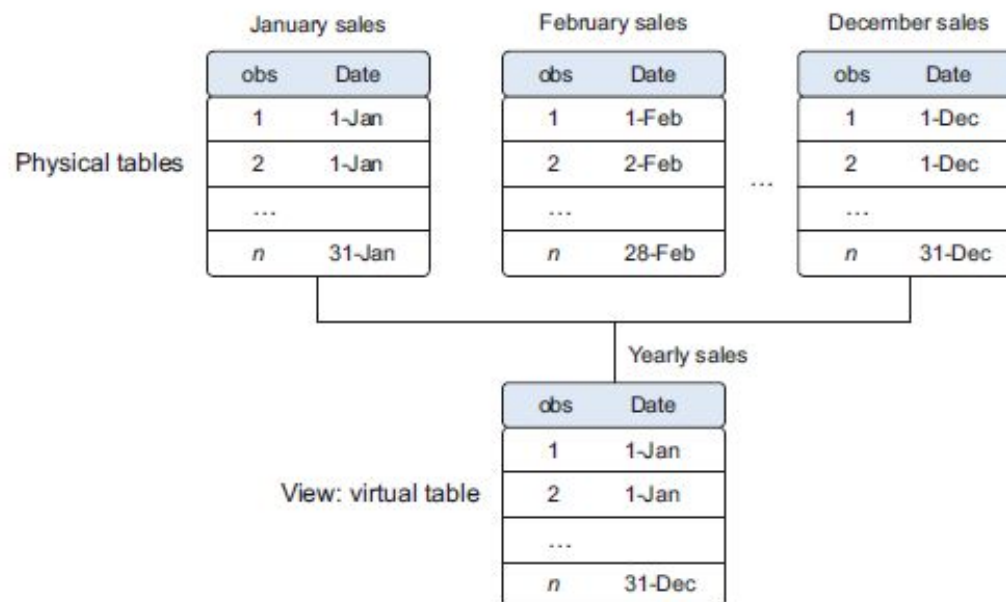 January sales
obs Date
1 1-Jan
2 1-Jan
...
n 31-Jan
February sales
obs Date
1 1-Feb
2 2-Feb
...
n 28-Feb
...
December sales
obs Date
1 1-Dec
2 1-Dec
...
n 31-Dec
Physical tables
Yearly sales
obs Date
1 1-Jan
2 1-Jan
...
n 31-Dec
View: virtual table